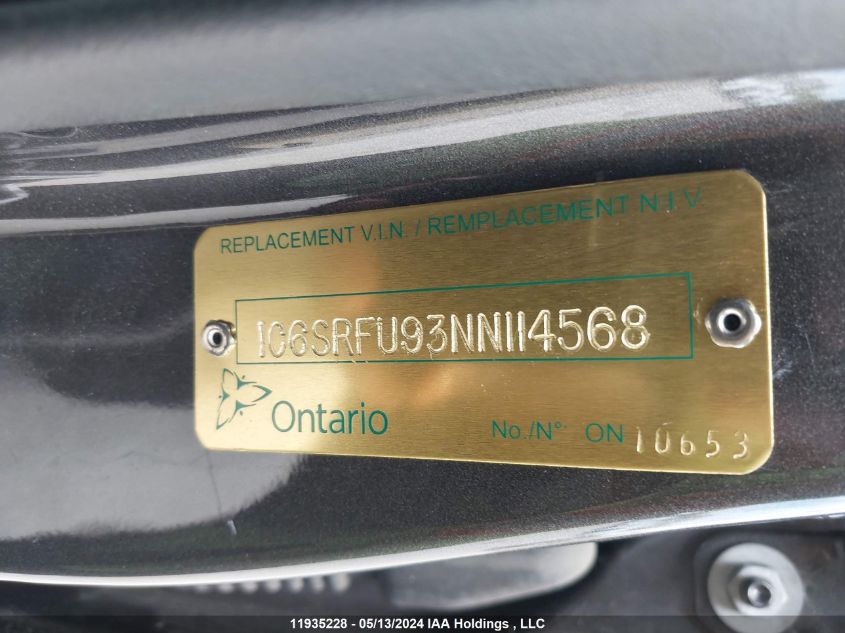 REPLACEMENT V.I.N. / REMPLACEMENT N.I.V.
1C6SRFU93NN114568
Ontario
No./N° ON 10653
11935228 - 05/13/2024 IAA Holdings , LLC